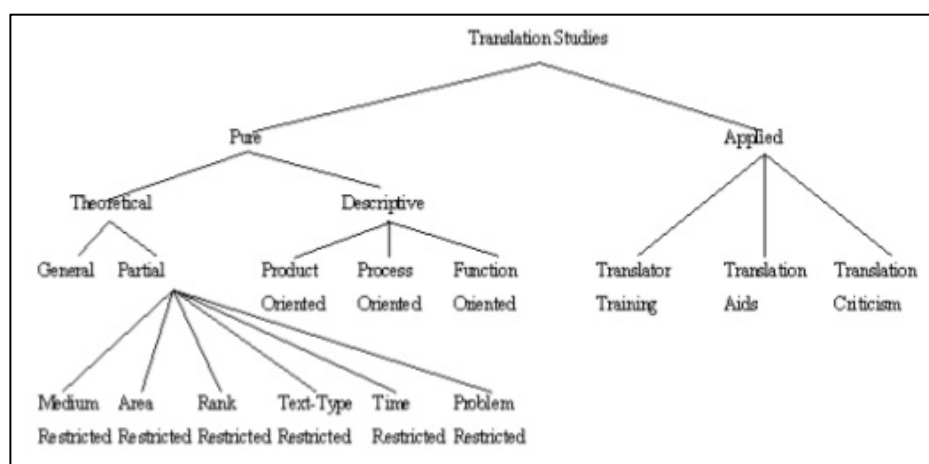 Translation Studies
Pure Applied
Theoretical Descriptive
General Partial Product Process Function Translator Translation Translation
Oriented Oriented Oriented Training Aids Criticism
Medium Area Rank Text-Type Time Problem
Restricted Restricted Restricted Restricted Restricted Restricted